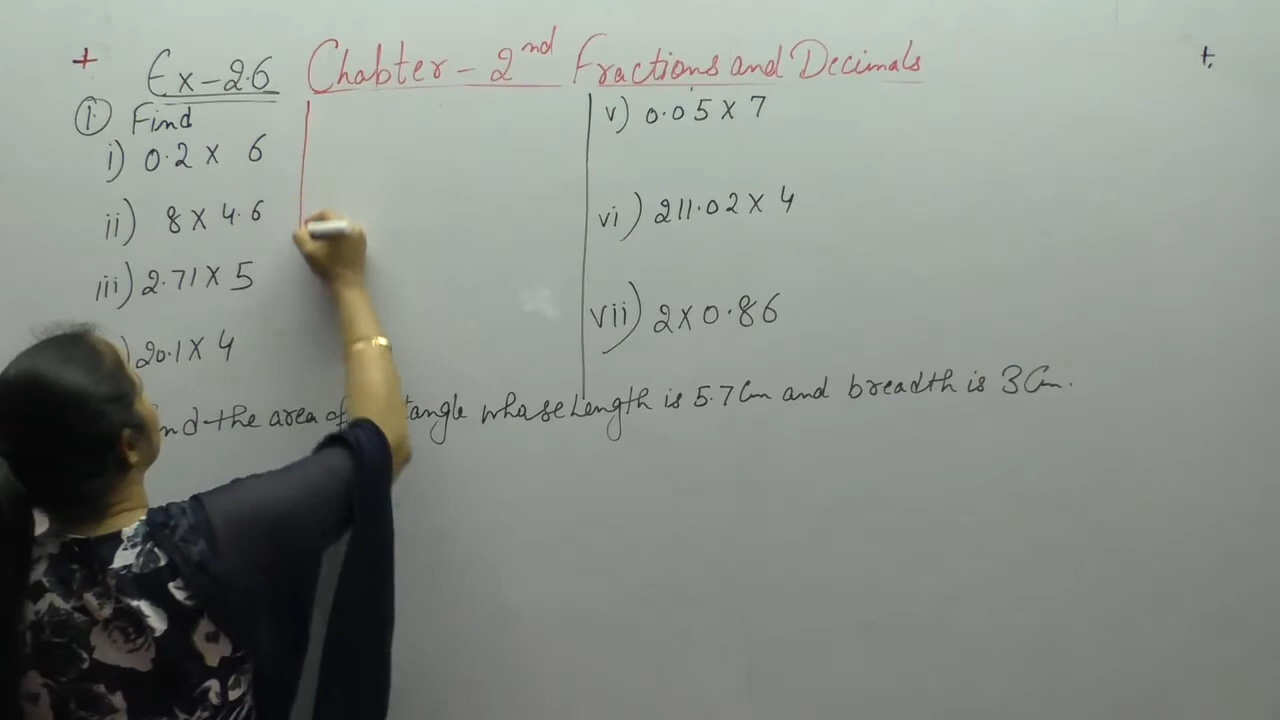 + Ex-2.6 Chabter - 2nd Fractions and Decimals +.
① Find
i) 0.2 X 6
ii) 8 X 4.6
iii) 2.71 X 5
) 20.1 X 4
v) 0.05 X 7
vi) 211.02 X 4
vii) 2 X 0.86
nd the area of tangle whose Length is 5.7 Cm and breadth is 3 Cm.